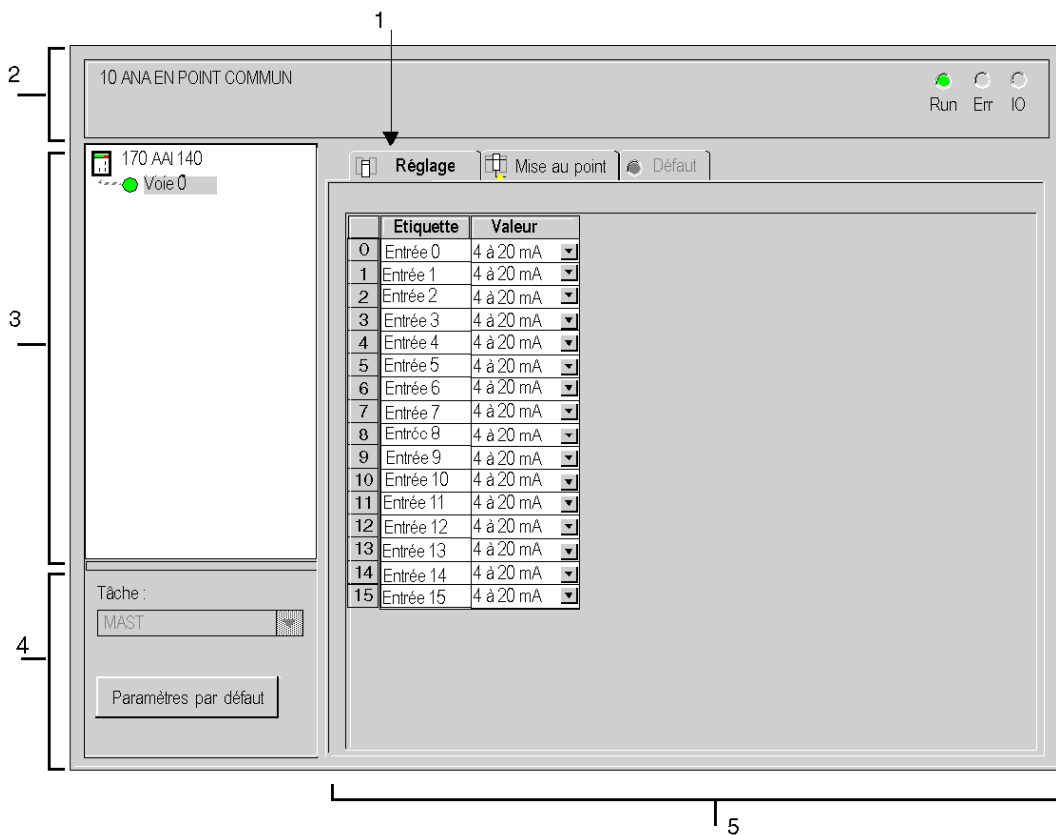 1
2
10 ANA EN POINT COMMUN
Run Err IO
3
170 AAI 140
Voie 0
Réglage Mise au point Défaut
Etiquette Valeur
0 Entrée 0 4 à 20 mA
1 Entrée 1 4 à 20 mA
2 Entrée 2 4 à 20 mA
3 Entrée 3 4 à 20 mA
4 Entrée 4 4 à 20 mA
5 Entrée 5 4 à 20 mA
6 Entrée 6 4 à 20 mA
7 Entrée 7 4 à 20 mA
8 Entrée 8 4 à 20 mA
9 Entrée 9 4 à 20 mA
10 Entrée 10 4 à 20 mA
11 Entrée 11 4 à 20 mA
12 Entrée 12 4 à 20 mA
13 Entrée 13 4 à 20 mA
14 Entrée 14 4 à 20 mA
15 Entrée 15 4 à 20 mA
4
Tâche :
MAST
Paramètres par défaut
5